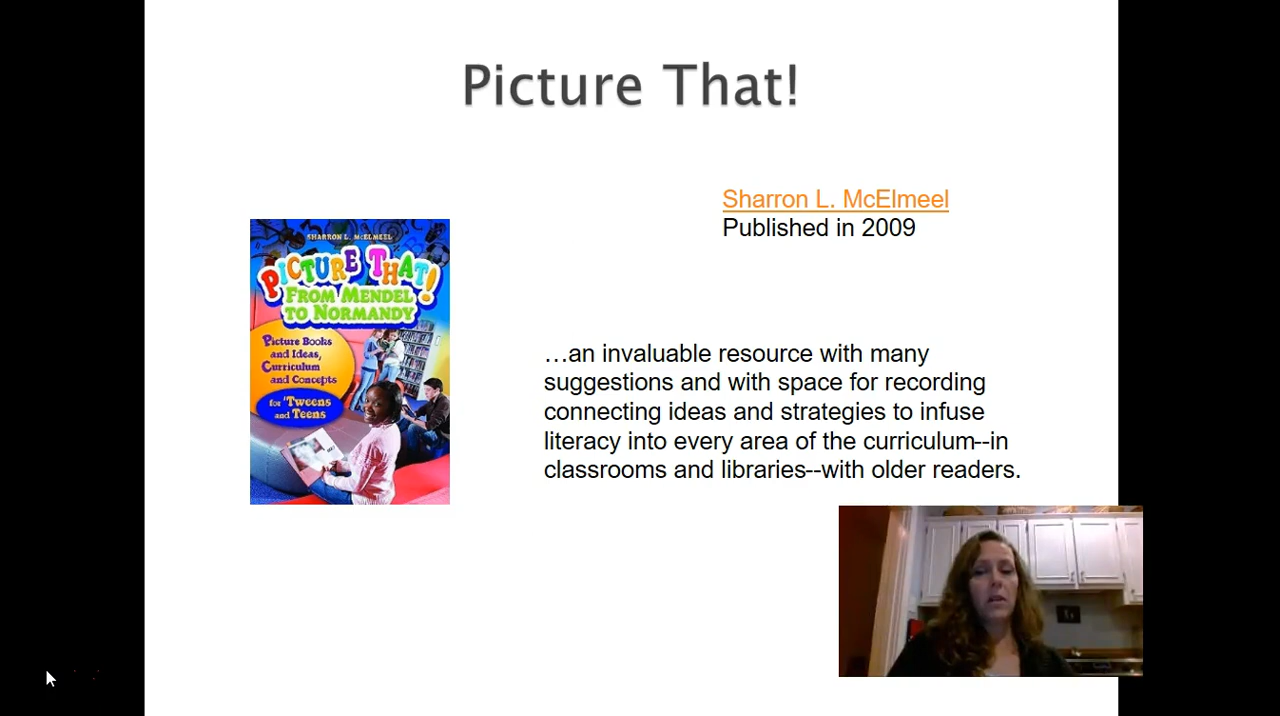 Picture That!
Sharron L. McElmeel
Published in 2009
SHARRON L. MCELMEEL
PICTURE THAT!
FROM MENDEL
TO NORMANDY
Picture Books
and Ideas,
Curriculum
and Concepts
for 'Tweens
and Teens
…an invaluable resource with many
suggestions and with space for recording
connecting ideas and strategies to infuse
literacy into every area of the curriculum--in
classrooms and libraries--with older readers.